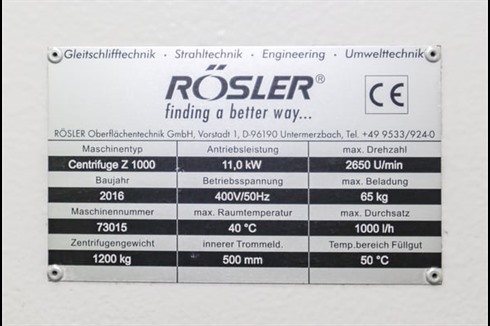 Gleitschlifftechnik · Strahltechnik · Engineering · Umwelttechnik
RÖSLER®
finding a better way...
CE
RÖSLER Oberflächentechnik GmbH, Vorstadt 1, D-96190 Untermerzbach, Tel. +49 9533/924-0
Maschinentyp Antriebsleistung max. Drehzahl
Centrifuge Z 1000 11,0 kW 2650 U/min
Baujahr Betriebsspannung max. Beladung
2016 400V/50Hz 65 kg
Maschinennummer max. Raumtemperatur max. Durchsatz
73015 40 °C 1000 l/h
Zentrifugengewicht innerer Trommeld. Temp.bereich Füllgut
1200 kg 500 mm 50 °C